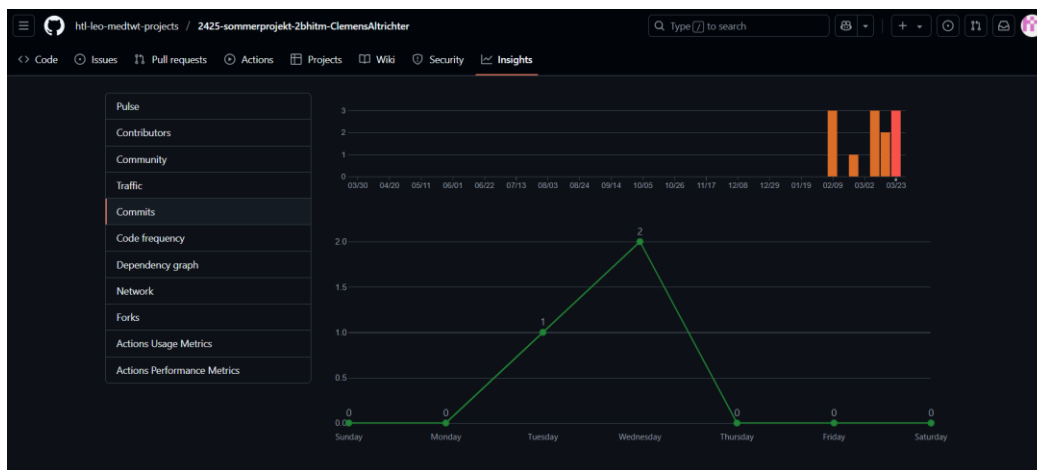 htl-leo-medtwt-projects / 2425-sommerprojekt-2bhitm-ClemensAltrichter
Type / to search
Code Issues Pull requests Actions Projects Wiki Security Insights
Pulse
Contributors
Community
Traffic
Commits
Code frequency
Dependency graph
Network
Forks
Actions Usage Metrics
Actions Performance Metrics
3
2
1
0
03/30 04/20 05/11 06/01 06/22 07/13 08/03 08/24 09/14 10/05 10/26 11/17 12/08 12/29 01/19 02/09 03/02 03/23
2
2.0
1.5
1
1.0
0.5
0 0 0 0 0
0.0
Sunday Monday Tuesday Wednesday Thursday Friday Saturday